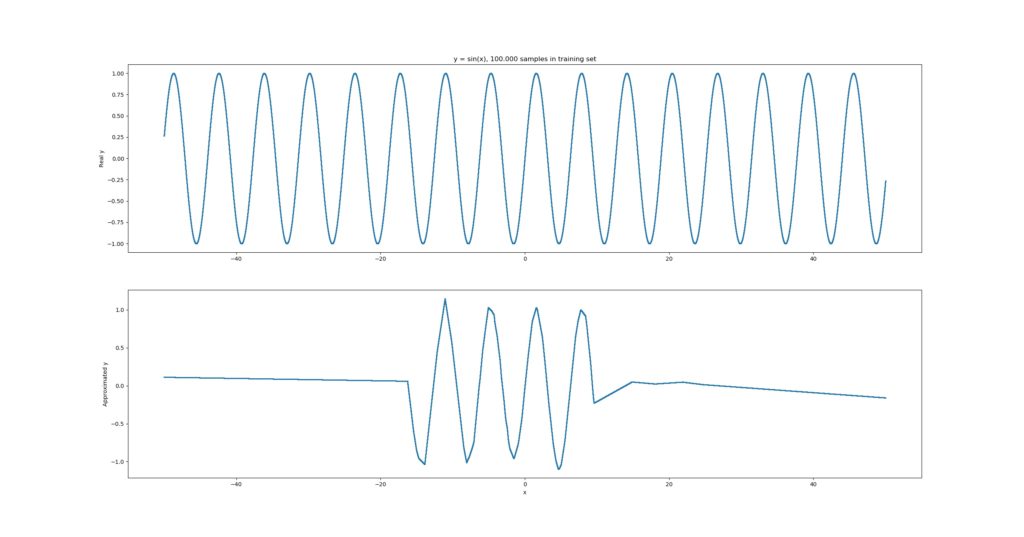 y = sin(x), 100.000 samples in training set
1.00
0.75
0.50
0.25
0.00
−0.25
−0.50
−0.75
−1.00
Real y
−40 −20 0 20 40
1.0
0.5
0.0
−0.5
−1.0
Approximated y
−40 −20 0 20 40
x